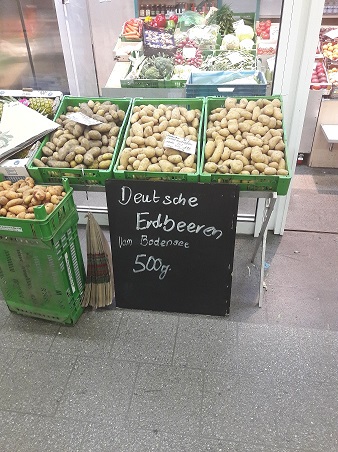 Deutsche
Erdbeeren
Vom Bodensee
500g.